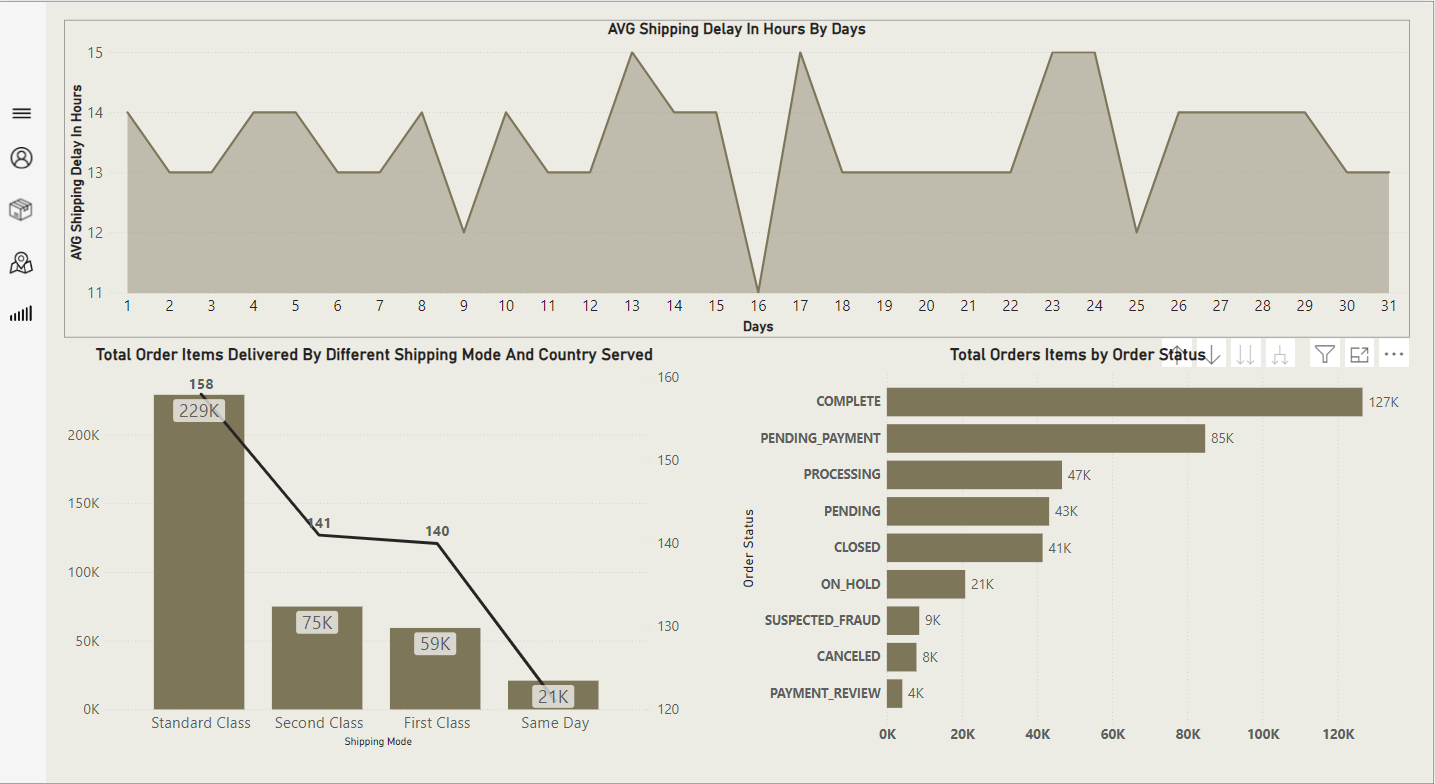 AVG Shipping Delay In Hours By Days
AVG Shipping Delay In Hours
15
14
13
12
11
1 2 3 4 5 6 7 8 9 10 11 12 13 14 15 16 17 18 19 20 21 22 23 24 25 26 27 28 29 30 31
Days
Total Order Items Delivered By Different Shipping Mode And Country Served
158
229K
141
75K
140
59K
21K
200K
150K
100K
50K
0K
160
150
140
130
120
Standard Class Second Class First Class Same Day
Shipping Mode
Total Orders Items by Order Status
Order Status
COMPLETE 127K
PENDING_PAYMENT 85K
PROCESSING 47K
PENDING 43K
CLOSED 41K
ON_HOLD 21K
SUSPECTED_FRAUD 9K
CANCELED 8K
PAYMENT_REVIEW 4K
0K 20K 40K 60K 80K 100K 120K